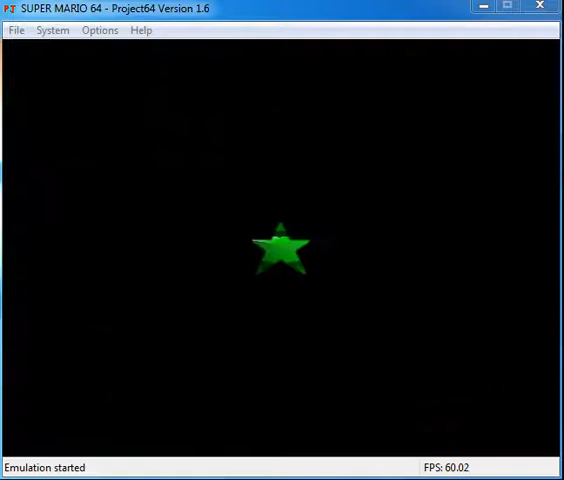 SUPER MARIO 64 - Project64 Version 1.6
File System Options Help
Emulation started FPS: 60.02